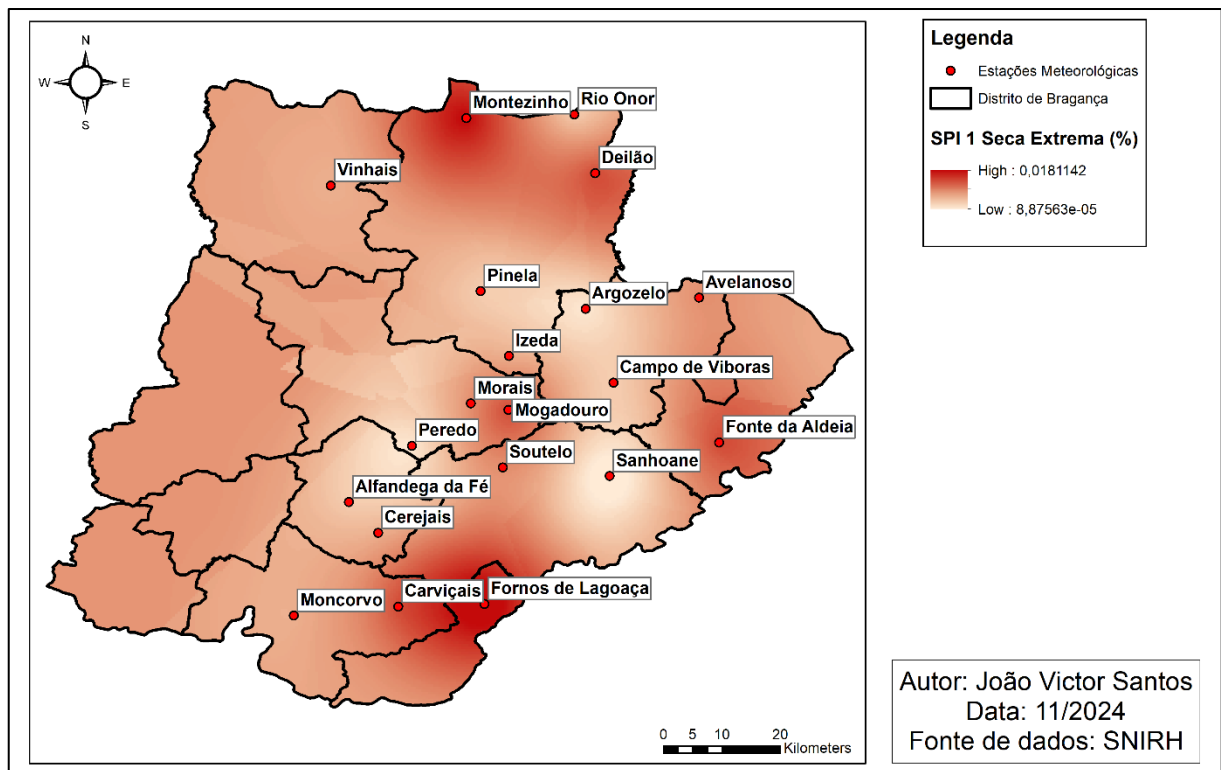 N
W E
S
Montezinho
Rio Onor
Vinhais
Deilão
Pinela
Argozelo
Avelanoso
Izeda
Campo de Viboras
Morais
Mogadouro
Peredo
Fonte da Aldeia
Soutelo
Sanhoane
Alfandega da Fé
Cerejais
Moncorvo
Carviçais
Fornos de Lagoaça
0 5 10 20
Kilometers
Legenda
Estações Meteorológicas
Distrito de Bragança
SPI 1 Seca Extrema (%)
High : 0,0181142
Low : 8,87563e-05
Autor: João Victor Santos
Data: 11/2024
Fonte de dados: SNIRH